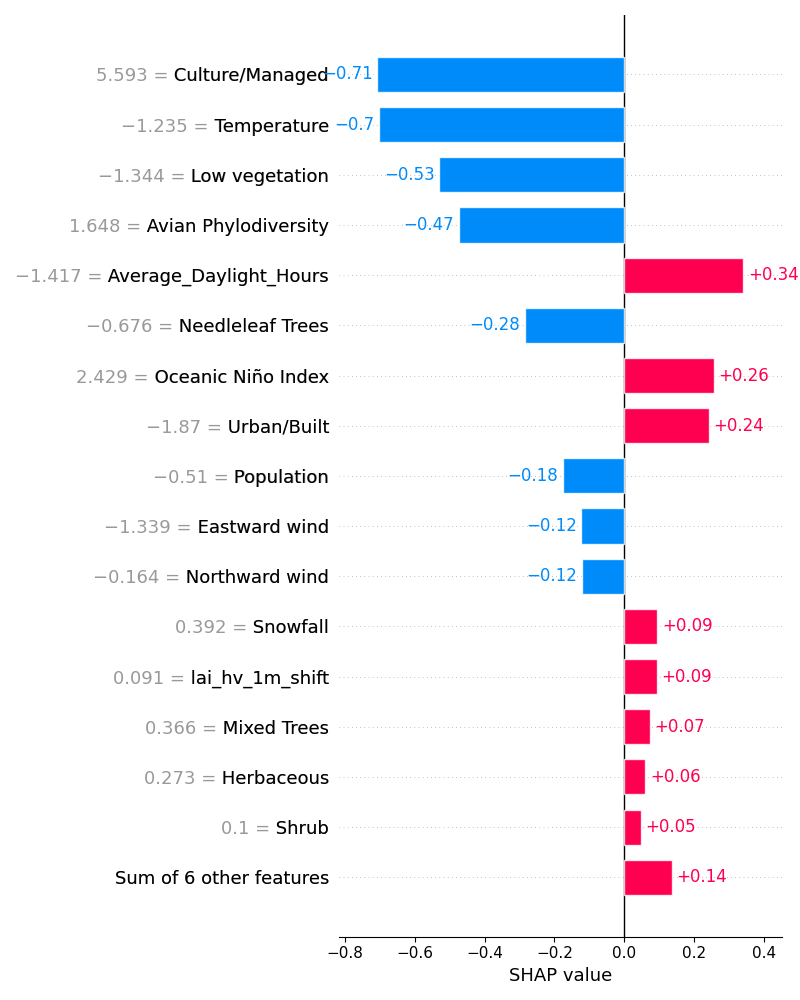 5.593 = Culture/Managed −0.71
−1.235 = Temperature −0.7
−1.344 = Low vegetation −0.53
1.648 = Avian Phylodiversity −0.47
−1.417 = Average_Daylight_Hours +0.34
−0.676 = Needleleaf Trees −0.28
2.429 = Oceanic Niño Index +0.26
−1.87 = Urban/Built +0.24
−0.51 = Population −0.18
−1.339 = Eastward wind −0.12
−0.164 = Northward wind −0.12
0.392 = Snowfall +0.09
0.091 = lai_hv_1m_shift +0.09
0.366 = Mixed Trees +0.07
0.273 = Herbaceous +0.06
0.1 = Shrub +0.05
Sum of 6 other features +0.14
−0.8 −0.6 −0.4 −0.2 0.0 0.2 0.4
SHAP value